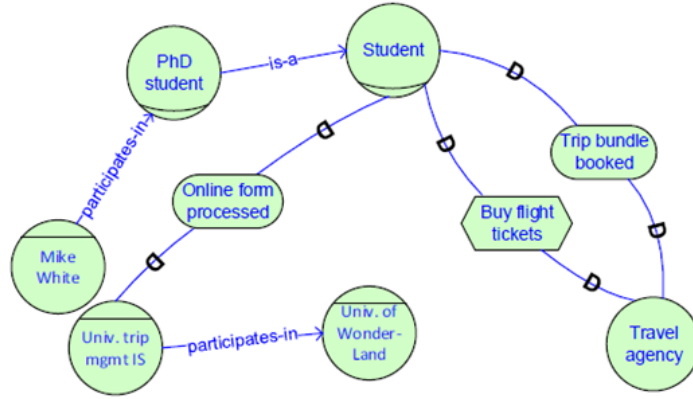 PhD
student
is-a
Student
D
D
D
Trip bundle
booked
participates-in
Online form
processed
Buy flight
tickets
D
Mike
White
D
D
Univ. trip
mgmt IS
participates-in
Univ. of
Wonder-
Land
Travel
agency